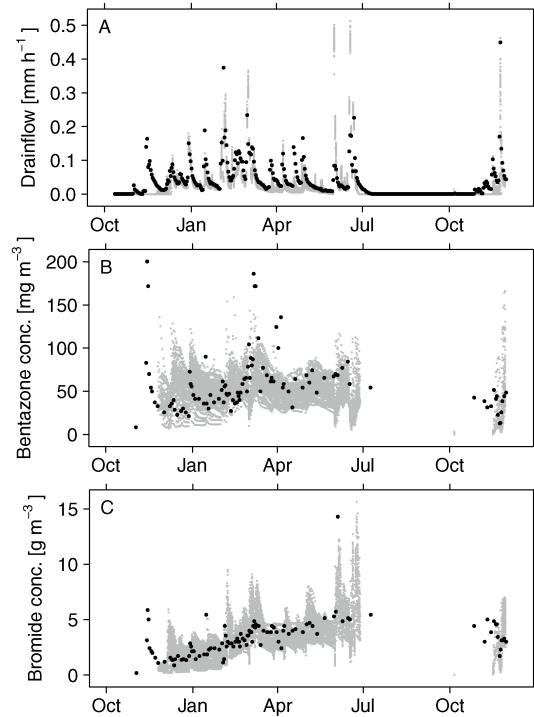 A
Drainflow [mm h⁻¹ ]
0.5
0.4
0.3
0.2
0.1
0.0
Oct Jan Apr Jul Oct
B
Bentazone conc. [mg m⁻³ ]
200
150
100
50
0
Oct Jan Apr Jul Oct
C
Bromide conc. [g m⁻³ ]
15
10
5
0
Oct Jan Apr Jul Oct